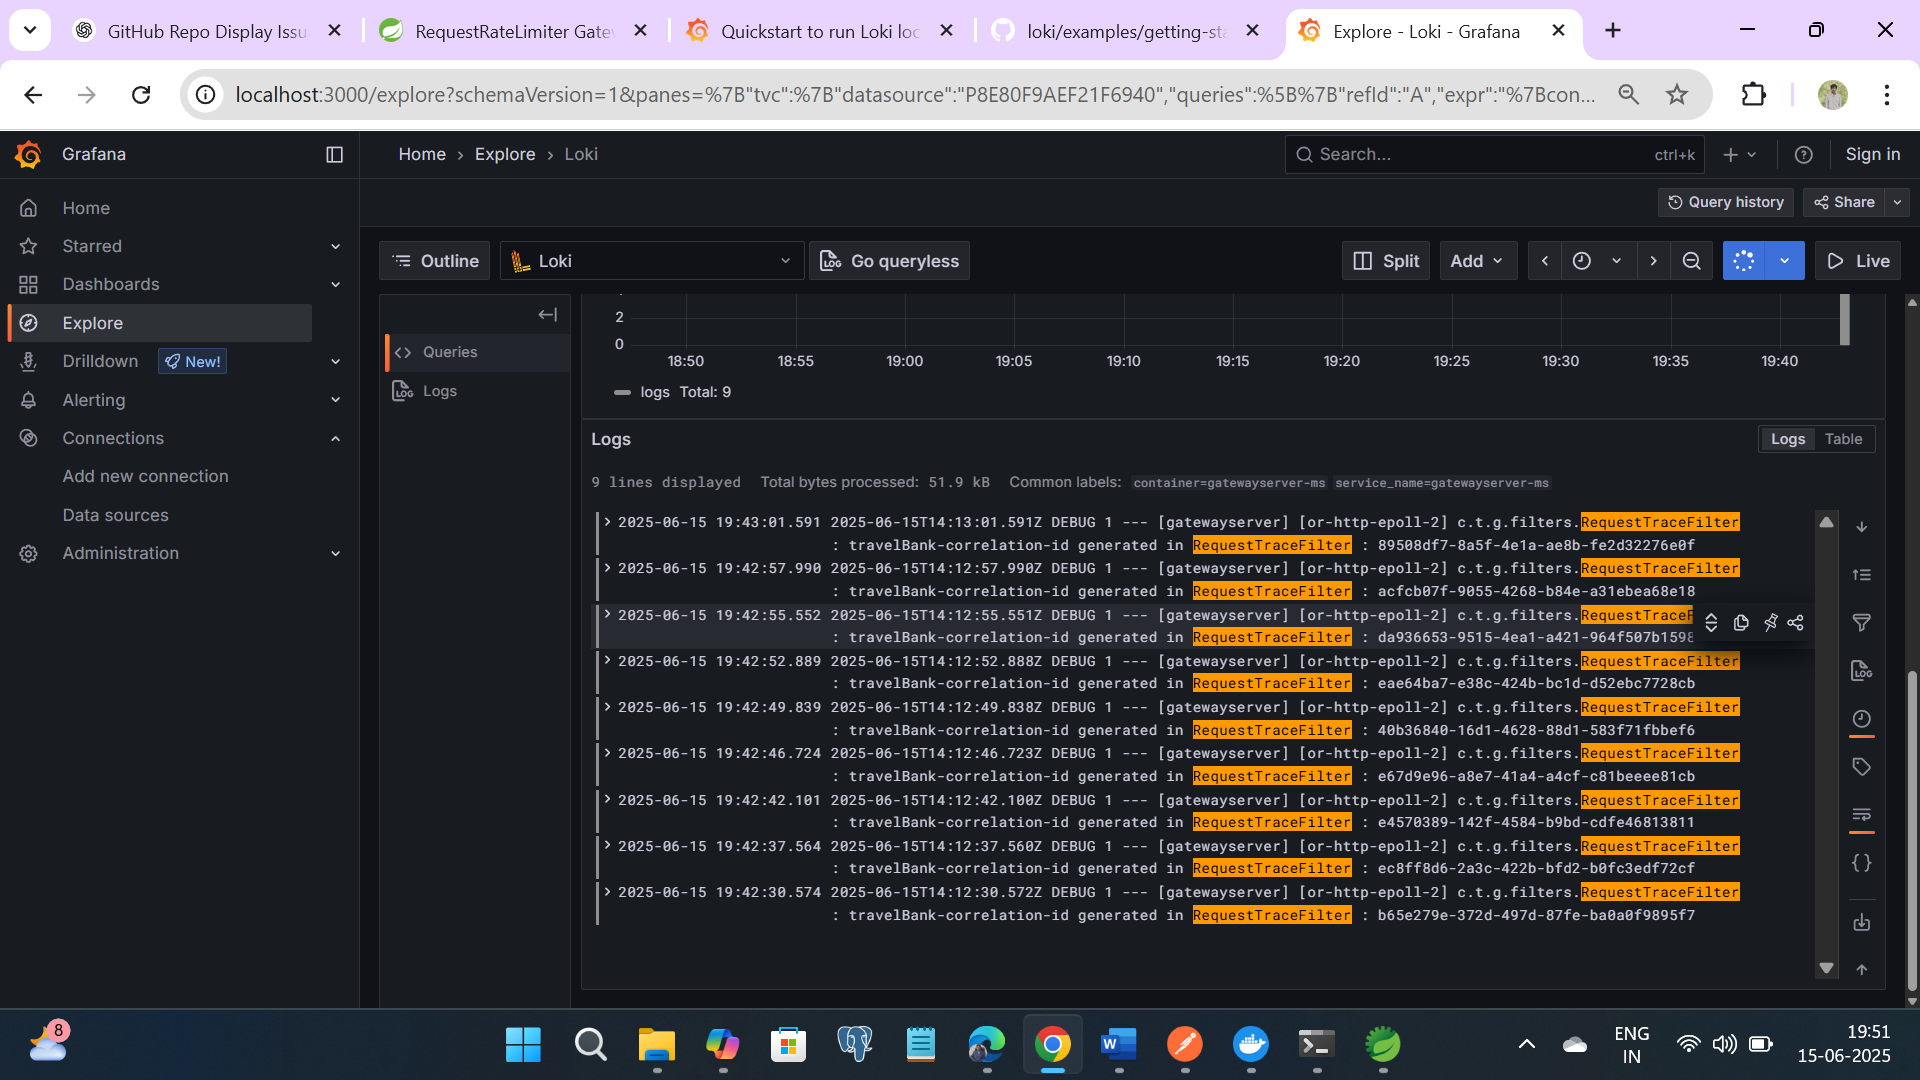 GitHub Repo Display Issu
RequestRateLimiter Gatew
Quickstart to run Loki loc
loki/examples/getting-sta
Explore - Loki - Grafana
localhost:3000/explore?schemaVersion=1&panes=%7B"tvc":%7B"datasource":"P8E80F9AEF21F6940","queries":%5B%7B"refId":"A","expr":"%7Bcon...
Grafana
Home › Explore › Loki
Search...
ctrl+k
Sign in
Query history
Share
Home
Starred
Dashboards
Explore
Drilldown New!
Alerting
Connections
Add new connection
Data sources
Administration
Outline
Loki
Go queryless
Split
Add
Live
Queries
Logs
2
0
18:50 18:55 19:00 19:05 19:10 19:15 19:20 19:25 19:30 19:35 19:40
logs Total: 9
Logs
Logs Table
9 lines displayed Total bytes processed: 51.9 kB Common labels: container=gatewayserver-ms service_name=gatewayserver-ms
2025-06-15 19:43:01.591 2025-06-15T14:13:01.591Z DEBUG 1 --- [gatewayserver] [or-http-epoll-2] c.t.g.filters.RequestTraceFilter
: travelBank-correlation-id generated in RequestTraceFilter : 89508df7-8a5f-4e1a-ae8b-fe2d32276e0f
2025-06-15 19:42:57.990 2025-06-15T14:12:57.990Z DEBUG 1 --- [gatewayserver] [or-http-epoll-2] c.t.g.filters.RequestTraceFilter
: travelBank-correlation-id generated in RequestTraceFilter : acfcb07f-9055-4268-b84e-a31ebea68e18
2025-06-15 19:42:55.552 2025-06-15T14:12:55.551Z DEBUG 1 --- [gatewayserver] [or-http-epoll-2] c.t.g.filters.RequestTraceF
: travelBank-correlation-id generated in RequestTraceFilter : da936653-9515-4ea1-a421-964f507b1598
2025-06-15 19:42:52.889 2025-06-15T14:12:52.888Z DEBUG 1 --- [gatewayserver] [or-http-epoll-2] c.t.g.filters.RequestTraceFilter
: travelBank-correlation-id generated in RequestTraceFilter : eae64ba7-e38c-424b-bc1d-d52ebc7728cb
2025-06-15 19:42:49.839 2025-06-15T14:12:49.838Z DEBUG 1 --- [gatewayserver] [or-http-epoll-2] c.t.g.filters.RequestTraceFilter
: travelBank-correlation-id generated in RequestTraceFilter : 40b36840-16d1-4628-88d1-583f71fbbef6
2025-06-15 19:42:46.724 2025-06-15T14:12:46.723Z DEBUG 1 --- [gatewayserver] [or-http-epoll-2] c.t.g.filters.RequestTraceFilter
: travelBank-correlation-id generated in RequestTraceFilter : e67d9e96-a8e7-41a4-a4cf-c81beeee81cb
2025-06-15 19:42:42.101 2025-06-15T14:12:42.100Z DEBUG 1 --- [gatewayserver] [or-http-epoll-2] c.t.g.filters.RequestTraceFilter
: travelBank-correlation-id generated in RequestTraceFilter : e4570389-142f-4584-b9bd-cdfe46813811
2025-06-15 19:42:37.564 2025-06-15T14:12:37.560Z DEBUG 1 --- [gatewayserver] [or-http-epoll-2] c.t.g.filters.RequestTraceFilter
: travelBank-correlation-id generated in RequestTraceFilter : ec8ff8d6-2a3c-422b-bfd2-b0fc3edf72cf
2025-06-15 19:42:30.574 2025-06-15T14:12:30.572Z DEBUG 1 --- [gatewayserver] [or-http-epoll-2] c.t.g.filters.RequestTraceFilter
: travelBank-correlation-id generated in RequestTraceFilter : b65e279e-372d-497d-87fe-ba0a0f9895f7
8
ENG
IN
19:51
15-06-2025